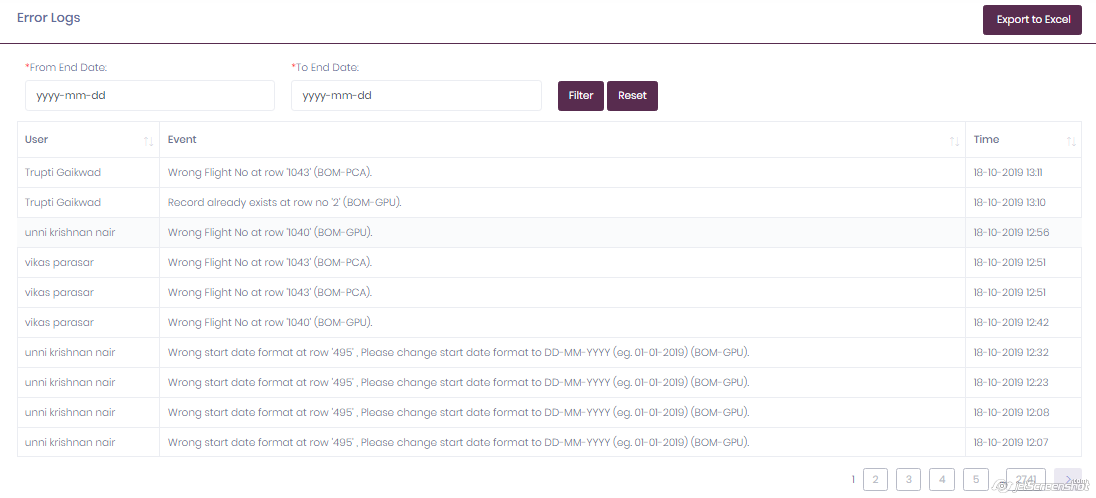 Error Logs
Export to Excel
*From End Date:
*To End Date:
yyyy-mm-dd
yyyy-mm-dd
Filter
Reset
User Event Time
Trupti Gaikwad Wrong Flight No at row '1043' (BOM-PCA). 18-10-2019 13:11
Trupti Gaikwad Record already exists at row no '2' (BOM-GPU). 18-10-2019 13:10
unni krishnan nair Wrong Flight No at row '1040' (BOM-GPU). 18-10-2019 12:56
vikas parasar Wrong Flight No at row '1043' (BOM-PCA). 18-10-2019 12:51
vikas parasar Wrong Flight No at row '1043' (BOM-PCA). 18-10-2019 12:51
vikas parasar Wrong Flight No at row '1040' (BOM-GPU). 18-10-2019 12:42
unni krishnan nair Wrong start date format at row '495' , Please change start date format to DD-MM-YYYY (eg. 01-01-2019) (BOM-GPU). 18-10-2019 12:32
unni krishnan nair Wrong start date format at row '495' , Please change start date format to DD-MM-YYYY (eg. 01-01-2019) (BOM-GPU). 18-10-2019 12:23
unni krishnan nair Wrong start date format at row '495' , Please change start date format to DD-MM-YYYY (eg. 01-01-2019) (BOM-GPU). 18-10-2019 12:08
unni krishnan nair Wrong start date format at row '495' , Please change start date format to DD-MM-YYYY (eg. 01-01-2019) (BOM-GPU). 18-10-2019 12:07
1 2 3 4 5 ... 2741 >
jetScreenshot